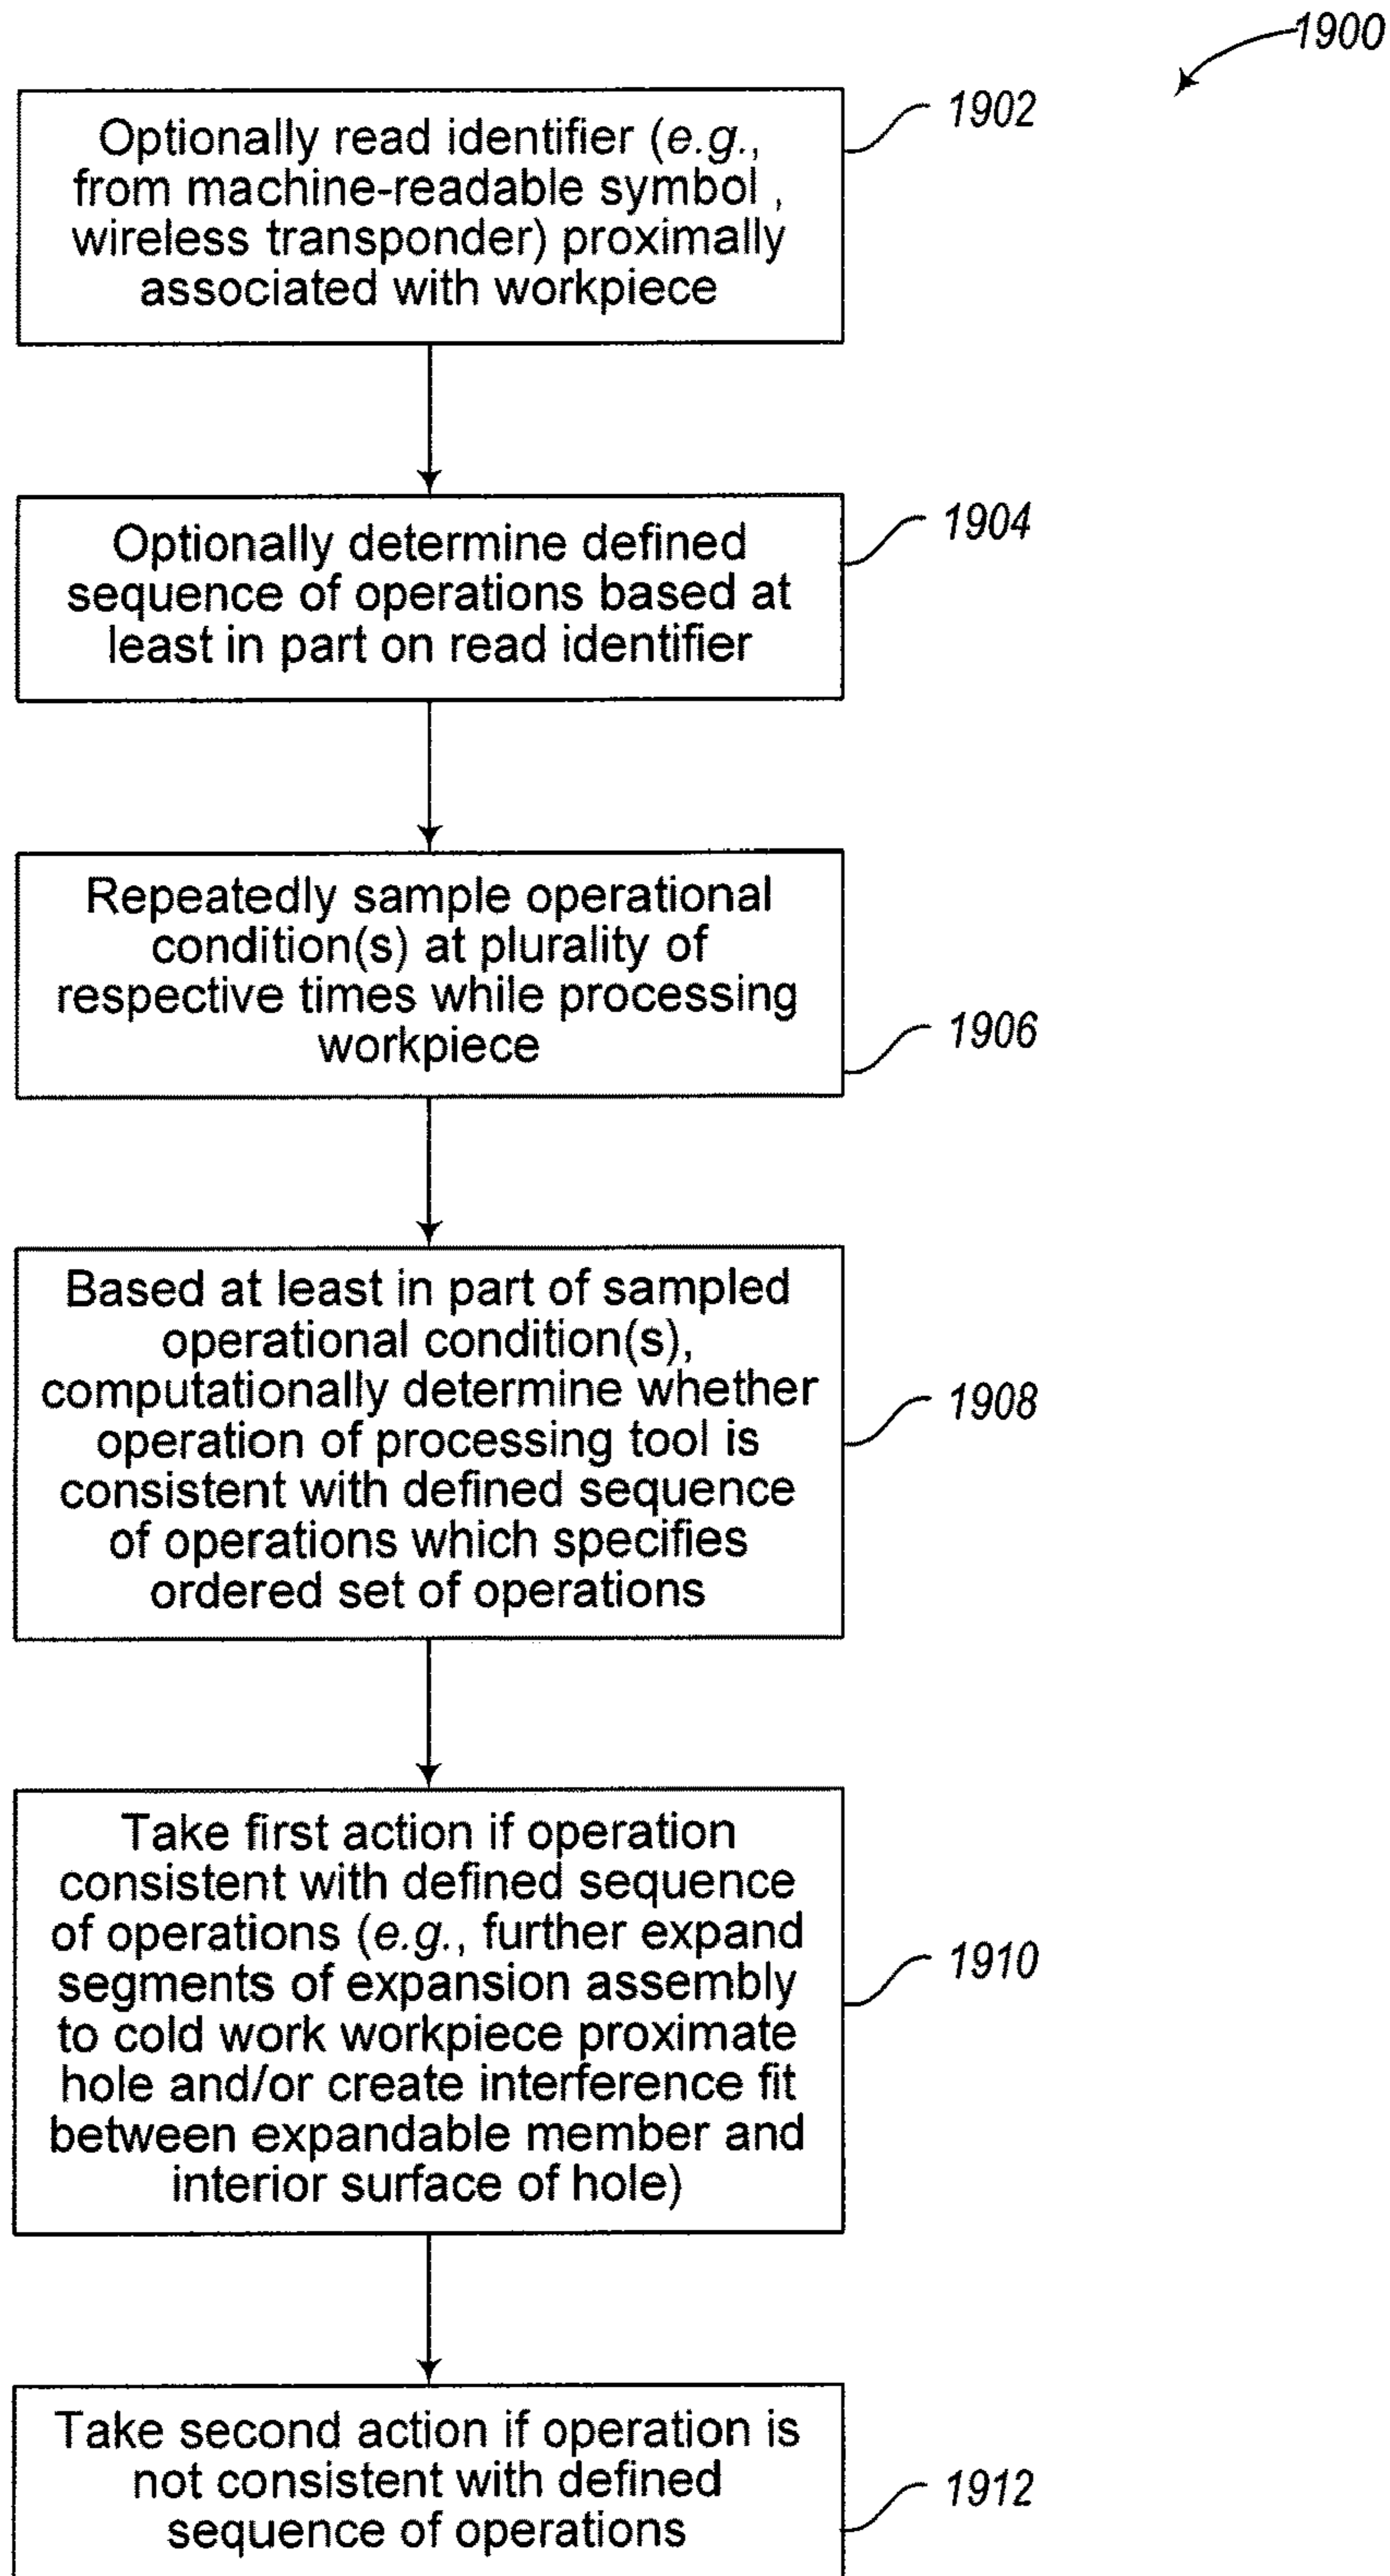 1900
Optionally read identifier (e.g.,
from machine-readable symbol ,
wireless transponder) proximally
associated with workpiece
1902
Optionally determine defined
sequence of operations based at
least in part on read identifier
1904
Repeatedly sample operational
condition(s) at plurality of
respective times while processing
workpiece
1906
Based at least in part of sampled
operational condition(s),
computationally determine whether
operation of processing tool is
consistent with defined sequence
of operations which specifies
ordered set of operations
1908
Take first action if operation
consistent with defined sequence
of operations (e.g., further expand
segments of expansion assembly
to cold work workpiece proximate
hole and/or create interference fit
between expandable member and
interior surface of hole)
1910
Take second action if operation is
not consistent with defined
sequence of operations
1912